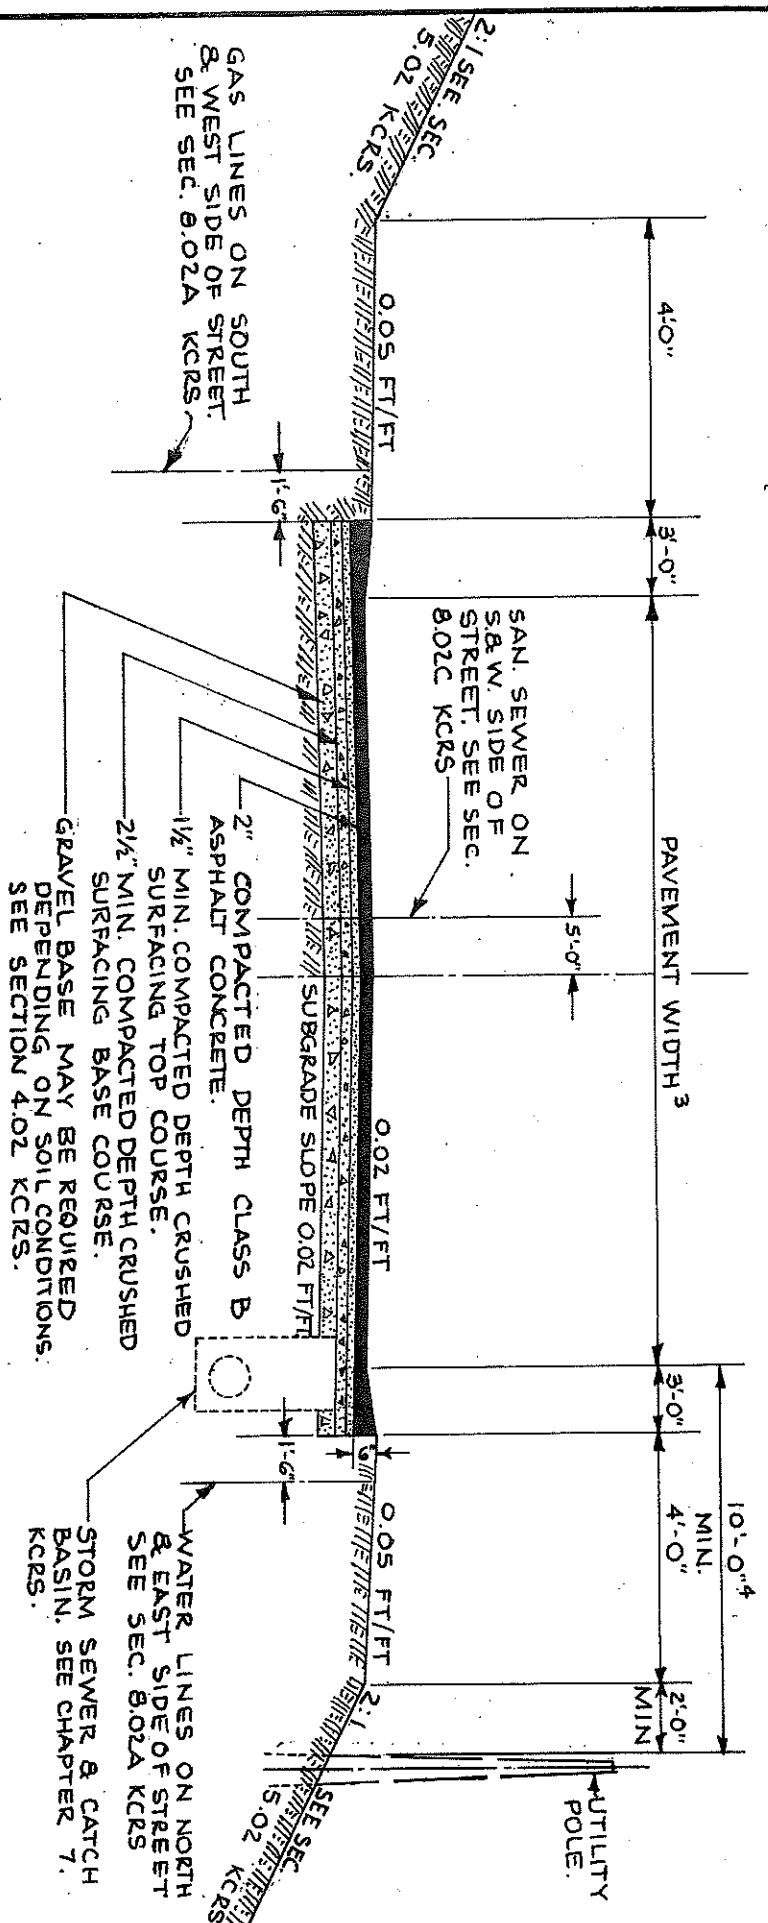 2:1 SEE. SEC
5.02 KCRS.
4'-0"
0.05 FT/FT
GAS LINES ON SOUTH
& WEST SIDE OF STREET.
SEE SEC. 8.02A KCRS.
1'-6"
3'-0"
SAN. SEWER ON
S.& W. SIDE OF
STREET. SEE SEC.
8.02C KCRS
PAVEMENT WIDTH³
5'-0"
0.02 FT/FT
SUBGRADE SLOPE 0.02 FT/FT
2" COMPACTED DEPTH CLASS B
ASPHALT CONCRETE.
1½" MIN. COMPACTED DEPTH CRUSHED
SURFACING TOP COURSE.
2½" MIN. COMPACTED DEPTH CRUSHED
SURFACING BASE COURSE.
GRAVEL BASE MAY BE REQUIRED
DEPENDING ON SOIL CONDITIONS.
SEE SECTION 4.02 KCRS.
10'-0"⁴
MIN.
3'-0"
4'-0"
2'-0"
MIN
6"
1'-6"
0.05 FT/FT
2:1 SEE SEC
5.02 KCRS
UTILITY
POLE.
WATER LINES ON NORTH
& EAST SIDE OF STREET
SEE SEC. 8.02A KCRS
STORM SEWER & CATCH
BASIN. SEE CHAPTER 7.
KCRS.